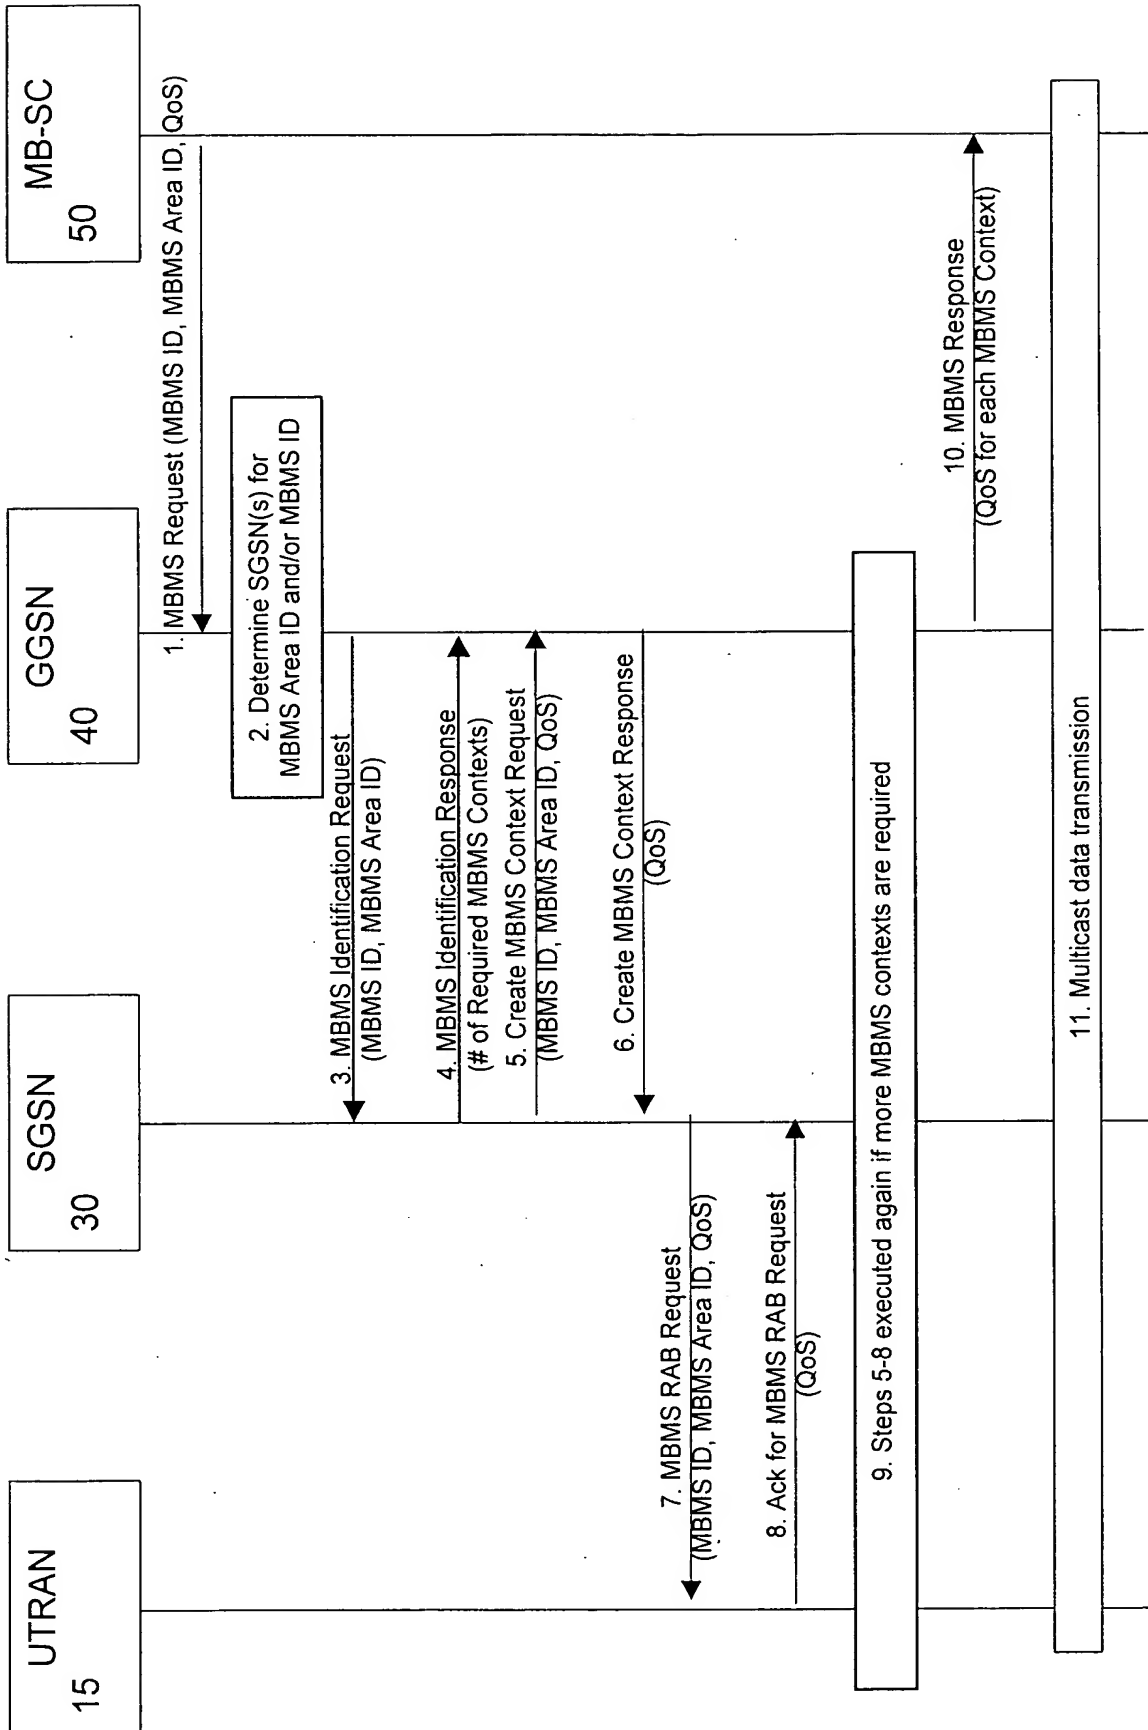 UTRAN
15
SGSN
30
GGSN
40
MB-SC
50
1. MBMS Request (MBMS ID, MBMS Area ID, QoS)
2. Determine SGSN(s) for
MBMS Area ID and/or MBMS ID
3. MBMS Identification Request
(MBMS ID, MBMS Area ID)
4. MBMS Identification Response
(# of Required MBMS Contexts)
5. Create MBMS Context Request
(MBMS ID, MBMS Area ID, QoS)
6. Create MBMS Context Response
(QoS)
7. MBMS RAB Request
(MBMS ID, MBMS Area ID, QoS)
8. Ack for MBMS RAB Request
(QoS)
9. Steps 5-8 executed again if more MBMS contexts are required
10. MBMS Response
(QoS for each MBMS Context)
11. Multicast data transmission